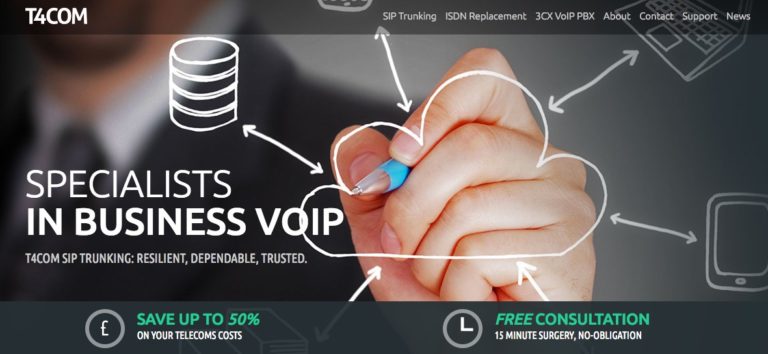 T4COM
SIP Trunking ISDN Replacement 3CX VoIP PBX About Contact Support News
SPECIALISTS
IN BUSINESS VOIP
T4COM SIP TRUNKING: RESILIENT, DEPENDABLE, TRUSTED.
£
SAVE UP TO 50%
ON YOUR TELECOMS COSTS
FREE CONSULTATION
15 MINUTE SURGERY, NO-OBLIGATION